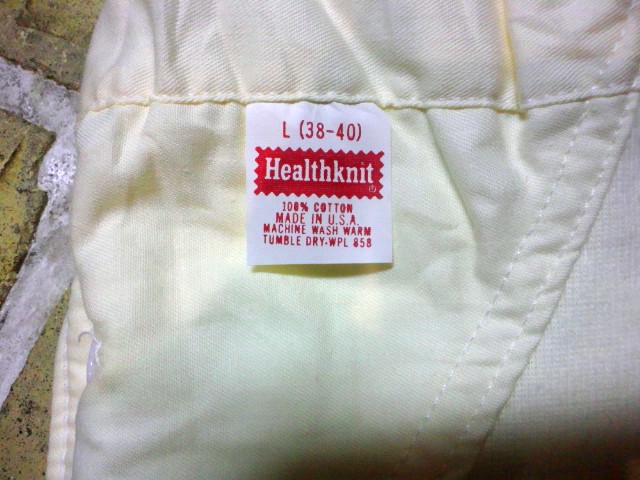 L (38-40)
Healthknit
100% COTTON
MADE IN U.S.A.
MACHINE WASH WARM
TUMBLE DRY-WPL 858